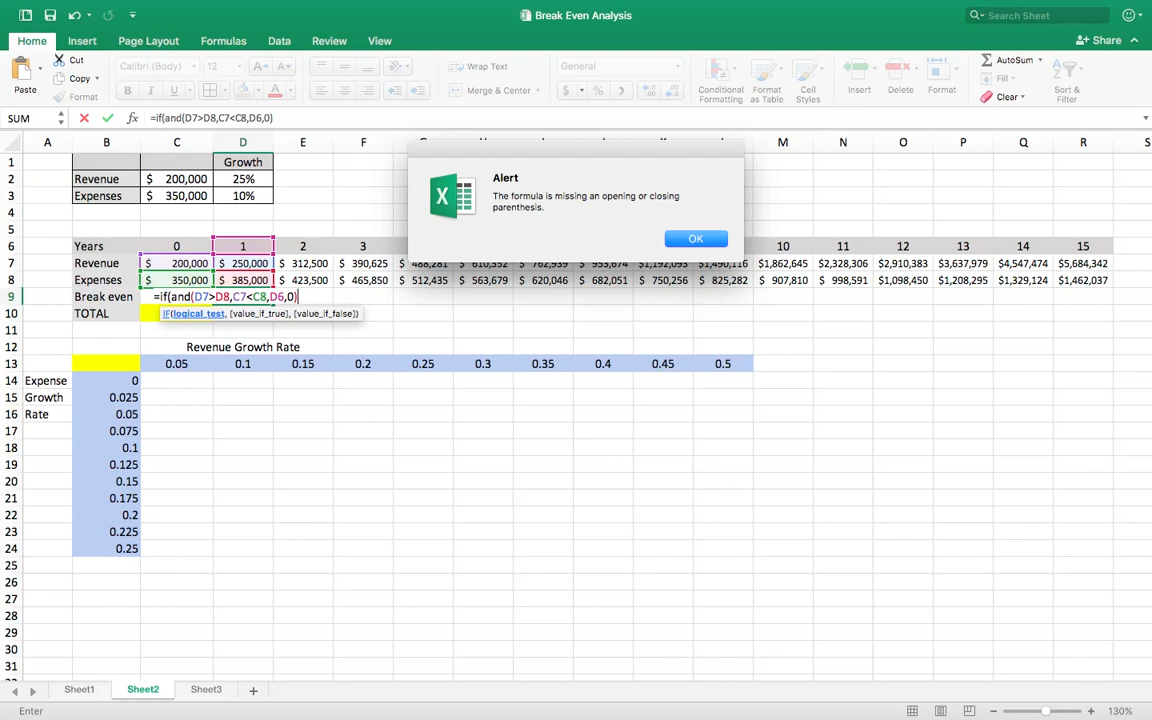 Break Even Analysis
Search Sheet
Home Insert Page Layout Formulas Data Review View
Share
Paste
Cut
Copy
Format
Calibri (Body) 12
B I U
Wrap Text
Merge & Center
General
$ %
Conditional Formatting
Format as Table
Cell Styles
Insert
Delete
Format
AutoSum
Fill
Clear
Sort & Filter
SUM fx =if(and(D7>D8,C7<C8,D6,0)
A B C D E F M N O P Q R S
1 Growth
2 Revenue $ 200,000 25%
3 Expenses $ 350,000 10%
4
5
Alert
The formula is missing an opening or closing
parenthesis.
OK
6 Years 0 1 2 3 10 11 12 13 14 15
7 Revenue $ 200,000 $ 250,000 $ 312,500 $ 390,625 $ 488,281 $ 610,352 $ 762,939 $ 953,674 $1,192,093 $1,490,116 $1,862,645 $2,328,306 $2,910,383 $3,637,979 $4,547,474 $5,684,342
8 Expenses $ 350,000 $ 385,000 $ 423,500 $ 465,850 $ 512,435 $ 563,679 $ 620,046 $ 682,051 $ 750,256 $ 825,282 $ 907,810 $ 998,591 $1,098,450 $1,208,295 $1,329,124 $1,462,037
9 Break even =if(and(D7>D8,C7<C8,D6,0)
10 TOTAL IF(logical_test, [value_if_true], [value_if_false])
11
12 Revenue Growth Rate
13 0.05 0.1 0.15 0.2 0.25 0.3 0.35 0.4 0.45 0.5
14 Expense 0
15 Growth 0.025
16 Rate 0.05
17 0.075
18 0.1
19 0.125
20 0.15
21 0.175
22 0.2
23 0.225
24 0.25
25
26
27
28
29
30
31
Sheet1 Sheet2 Sheet3 +
Enter
130%